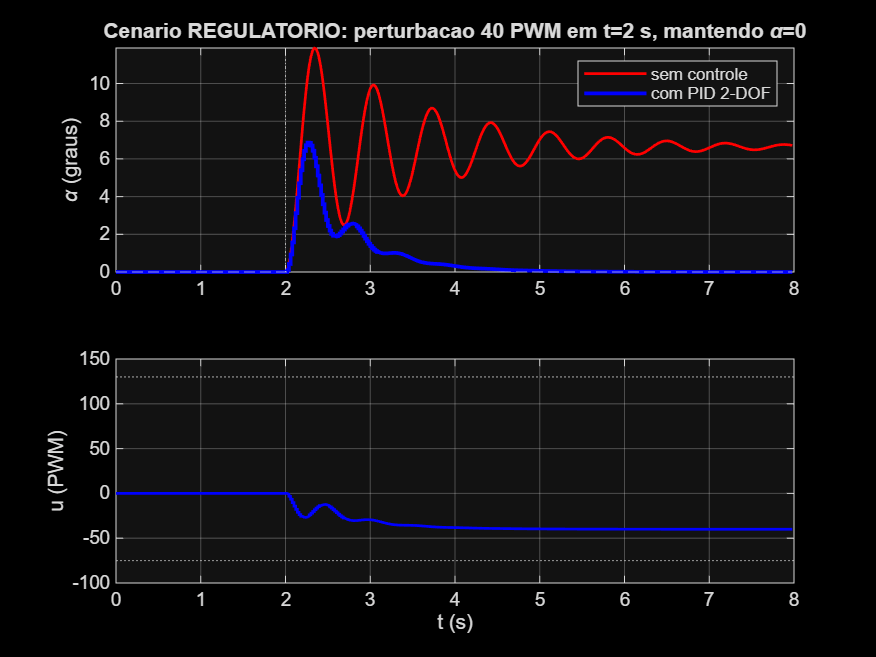 Cenario REGULATORIO: perturbacao 40 PWM em t=2 s, mantendo α=0
sem controle
com PID 2-DOF
α (graus)
10
8
6
4
2
0
0 1 2 3 4 5 6 7 8
u (PWM)
150
100
50
0
-50
-100
0 1 2 3 4 5 6 7 8
t (s)